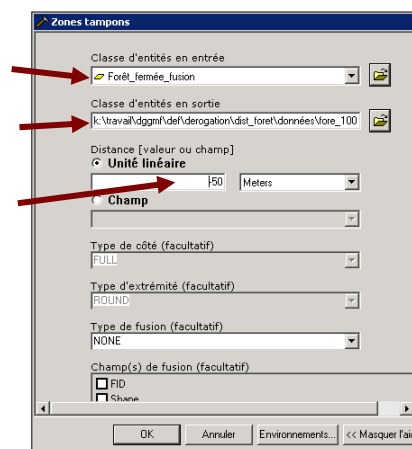 Zones tampons
Classe d'entités en entrée
Forêt_fermée_fusion
Classe d'entités en sortie
k:\travail\dggmf\def\derogation\dist_foret\données\fore_100
Distance [valeur ou champ]
Unité linéaire
-50 Meters
Champ
Type de côté (facultatif)
FULL
Type d'extrémité (facultatif)
ROUND
Type de fusion (facultatif)
NONE
Champ(s) de fusion (facultatif)
FID
Shape
OK Annuler Environnements... << Masquer l'aid